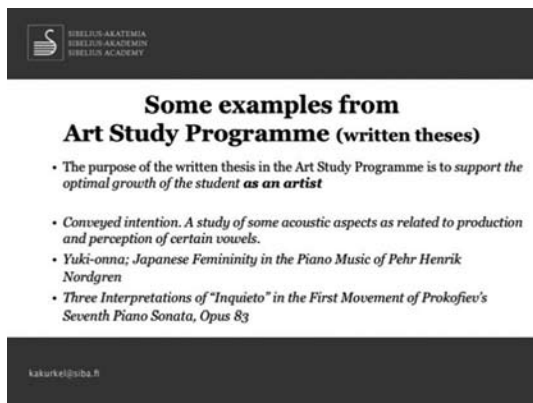 SIBELIUS-AKATEMIA
SIBELIUS-AKADEMIN
SIBELIUS ACADEMY
Some examples from
Art Study Programme (written theses)
• The purpose of the written thesis in the Art Study Programme is to support the
optimal growth of the student as an artist
• Conveyed intention. A study of some acoustic aspects as related to production
and perception of certain vowels.
• Yuki-onna; Japanese Femininity in the Piano Music of Pehr Henrik
Nordgren
• Three Interpretations of “Inquieto” in the First Movement of Prokofiev’s
Seventh Piano Sonata, Opus 83
kakurkel@siba.fi